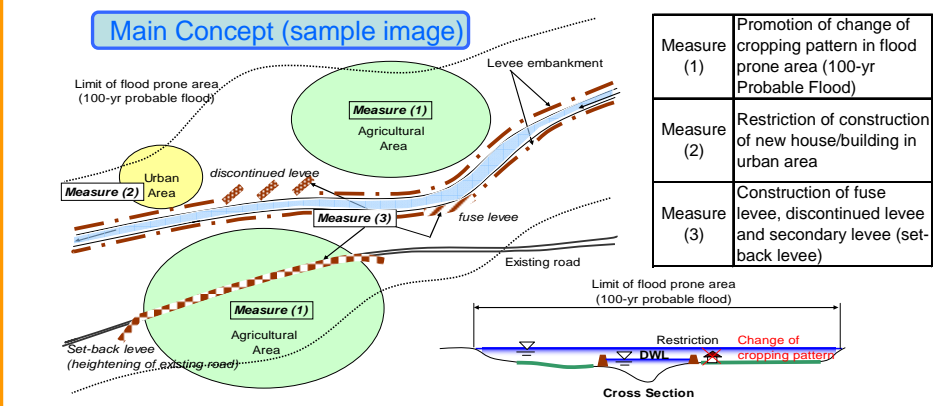 Main Concept (sample image)
Limit of flood prone area
(100-yr probable flood)
Levee embankment
Measure (1)
Agricultural
Area
Urban
Area
Measure (2)
discontinued levee
Measure (3)
fuse levee
Existing road
Measure (1)
Agricultural
Area
Set-back levee
(heightening of existing road)
Measure
(1)
Promotion of change of
cropping pattern in flood
prone area (100-yr
Probable Flood)
Measure
(2)
Restriction of construction
of new house/building in
urban area
Measure
(3)
Construction of fuse
levee, discontinued levee
and secondary levee (set-
back levee)
Limit of flood prone area
(100-yr probable flood)
Restriction
Change of
cropping pattern
DWL
Cross Section